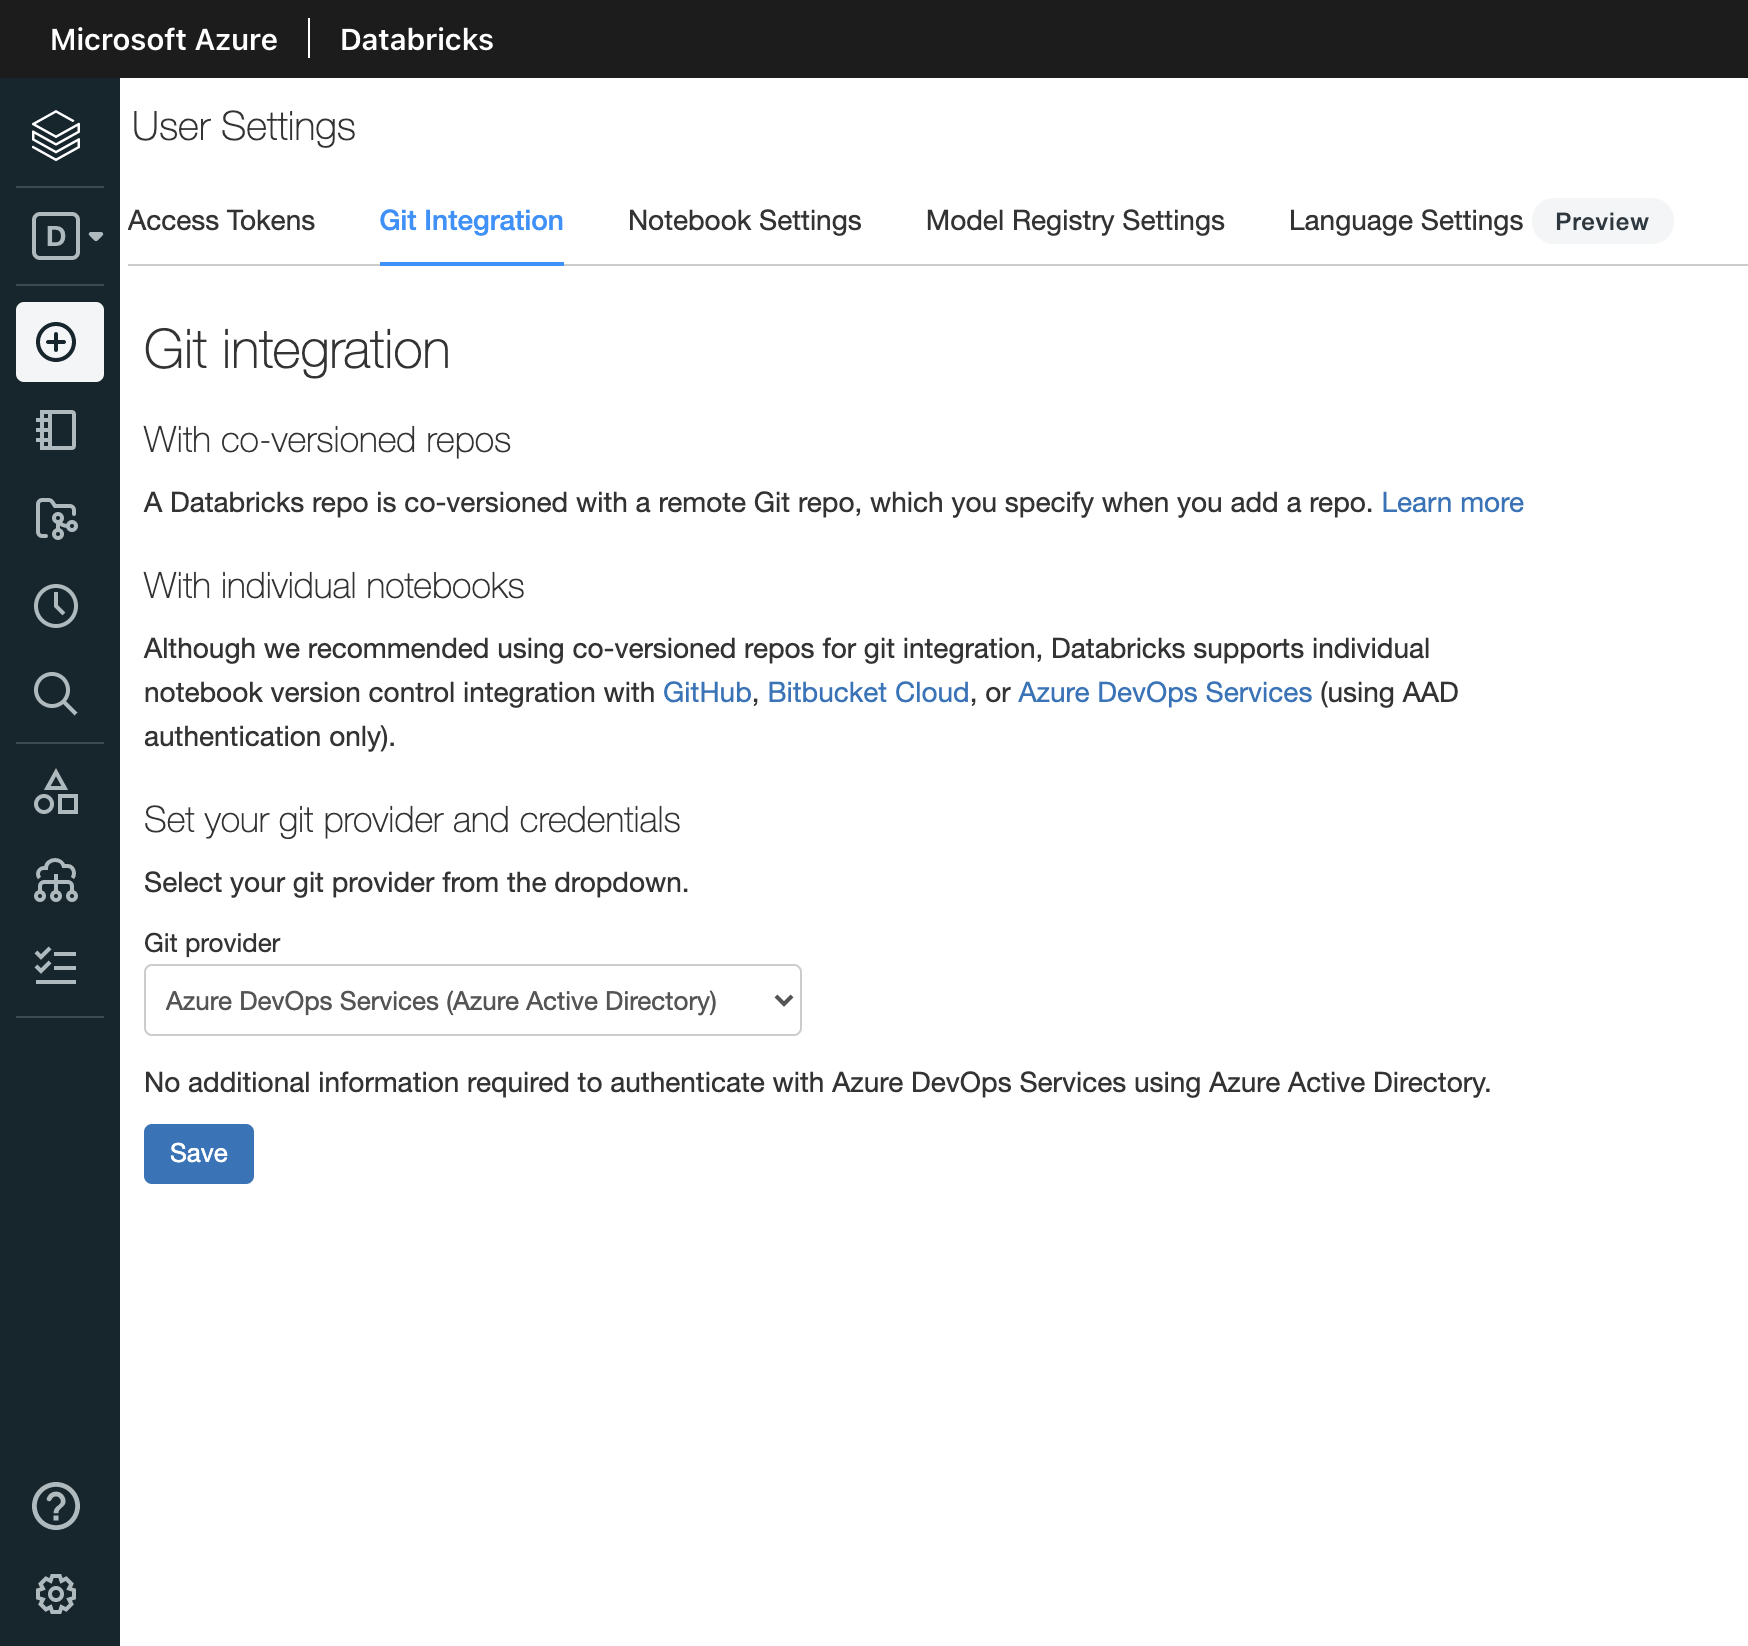 Microsoft Azure | Databricks
User Settings
D
Access Tokens Git Integration Notebook Settings Model Registry Settings Language Settings Preview
Git integration
With co-versioned repos
A Databricks repo is co-versioned with a remote Git repo, which you specify when you add a repo. Learn more
With individual notebooks
Although we recommended using co-versioned repos for git integration, Databricks supports individual
notebook version control integration with GitHub, Bitbucket Cloud, or Azure DevOps Services (using AAD
authentication only).
Set your git provider and credentials
Select your git provider from the dropdown.
Git provider
Azure DevOps Services (Azure Active Directory)
No additional information required to authenticate with Azure DevOps Services using Azure Active Directory.
Save